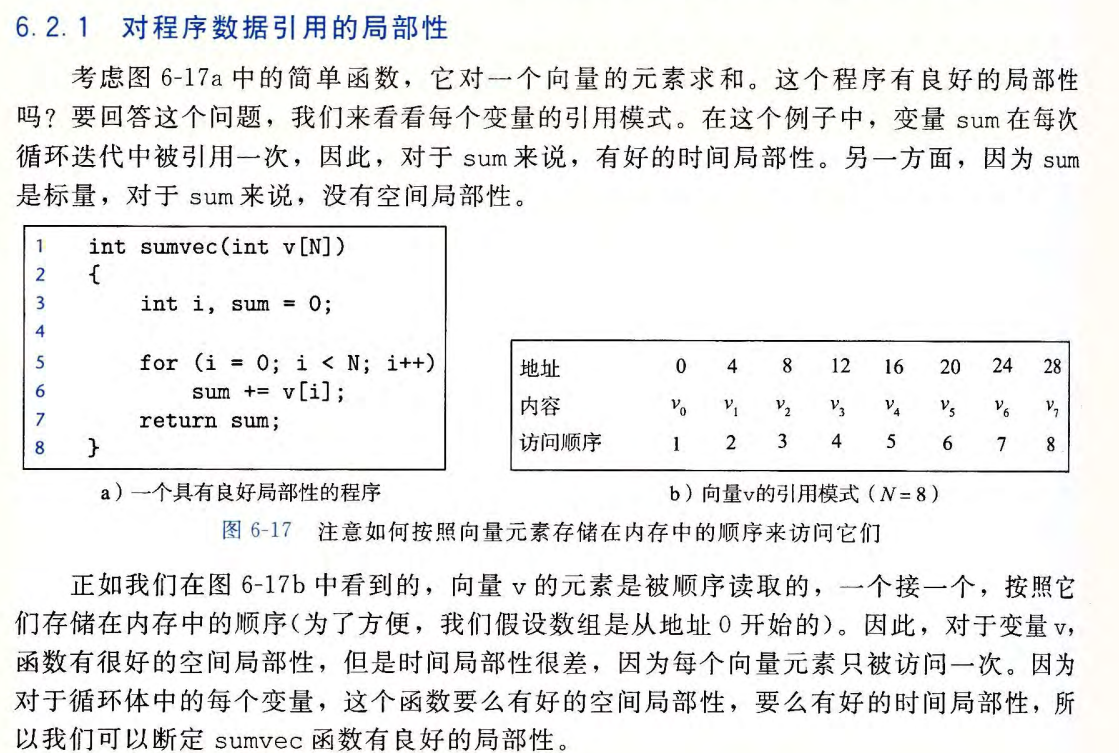 6.2.1 对程序数据引用的局部性
考虑图 6-17a 中的简单函数，它对一个向量的元素求和。这个程序有良好的局部性
吗？要回答这个问题，我们来看看每个变量的引用模式。在这个例子中，变量 sum 在每次
循环迭代中被引用一次，因此，对于 sum 来说，有好的时间局部性。另一方面，因为 sum
是标量，对于 sum 来说，没有空间局部性。
1 int sumvec(int v[N])
2 {
3 int i, sum = 0;
4
5 for (i = 0; i < N; i++)
6 sum += v[i];
7 return sum;
8 }
a）一个具有良好局部性的程序
地址 0 4 8 12 16 20 24 28
内容 v₀ v₁ v₂ v₃ v₄ v₅ v₆ v₇
访问顺序 1 2 3 4 5 6 7 8
b）向量v的引用模式（N=8）
图 6-17 注意如何按照向量元素存储在内存中的顺序来访问它们
正如我们在图 6-17b 中看到的，向量 v 的元素是被顺序读取的，一个接一个，按照它
们存储在内存中的顺序(为了方便，我们假设数组是从地址 0 开始的)。因此，对于变量 v，
函数有很好的空间局部性，但是时间局部性很差，因为每个向量元素只被访问一次。因为
对于循环体中的每个变量，这个函数要么有好的空间局部性，要么有好的时间局部性，所
以我们可以断定 sumvec 函数有良好的局部性。